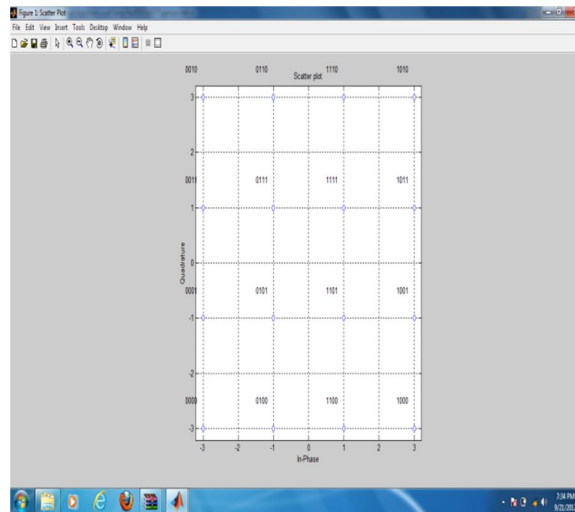 Figure 1: Scatter Plot
File Edit View Insert Tools Desktop Window Help
0010 0110 1110 1010
Scatter plot
3
2
0011 0111 1111 1011
1
Quadrature
0
0001 0101 1101 1001
-1
-2
0000 0100 1100 1000
-3
-3 -2 -1 0 1 2 3
In-Phase
7:34 PM